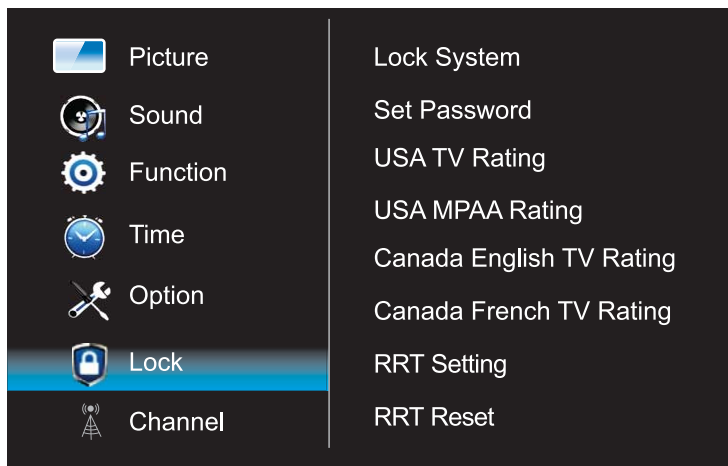 Picture
Sound
Function
Time
Option
Lock
Channel
Lock System
Set Password
USA TV Rating
USA MPAA Rating
Canada English TV Rating
Canada French TV Rating
RRT Setting
RRT Reset